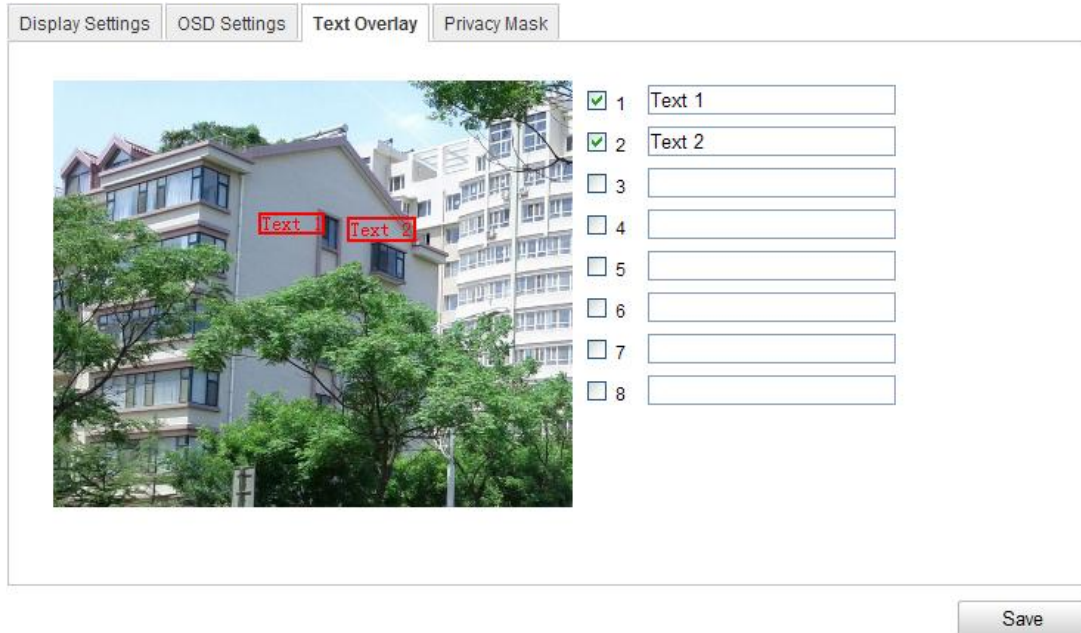 Display Settings OSD Settings Text Overlay Privacy Mask
1 Text 1
2 Text 2
3
4
5
6
7
8
Text 1 Text 2
Save